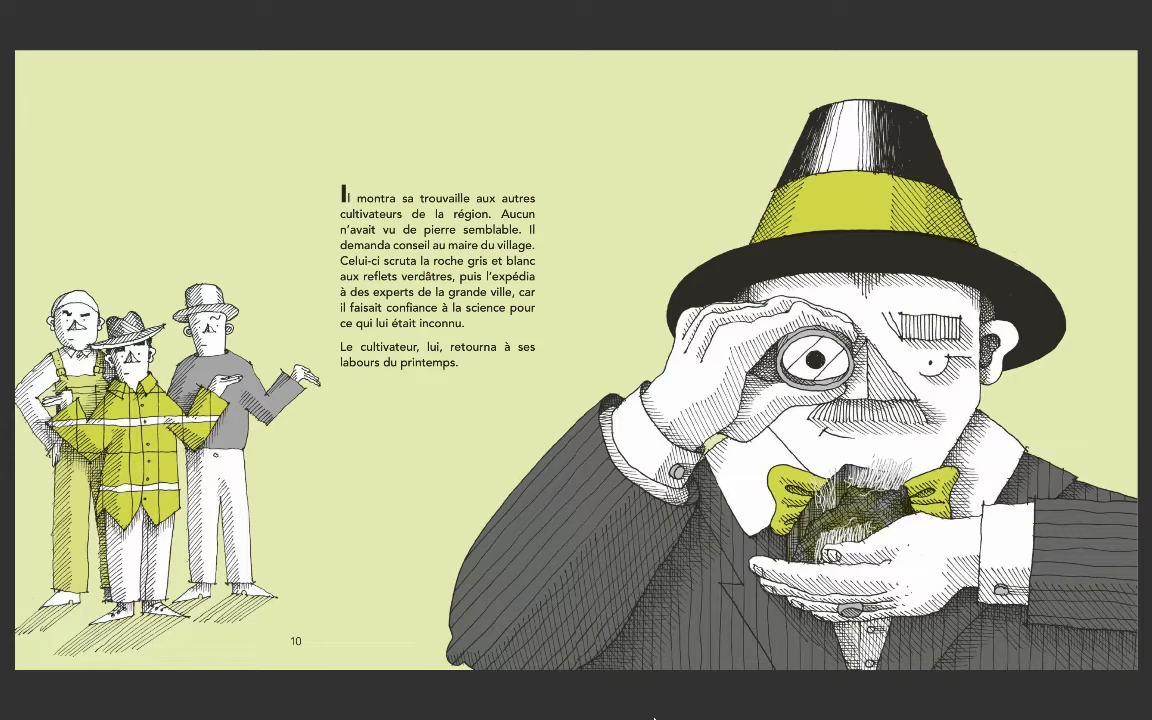 Il montra sa trouvaille aux autres
cultivateurs de la région. Aucun
n’avait vu de pierre semblable. Il
demanda conseil au maire du village.
Celui-ci scruta la roche gris et blanc
aux reflets verdâtres, puis l’expédia
à des experts de la grande ville, car
il faisait confiance à la science pour
ce qui lui était inconnu.
Le cultivateur, lui, retourna à ses
labours du printemps.
10